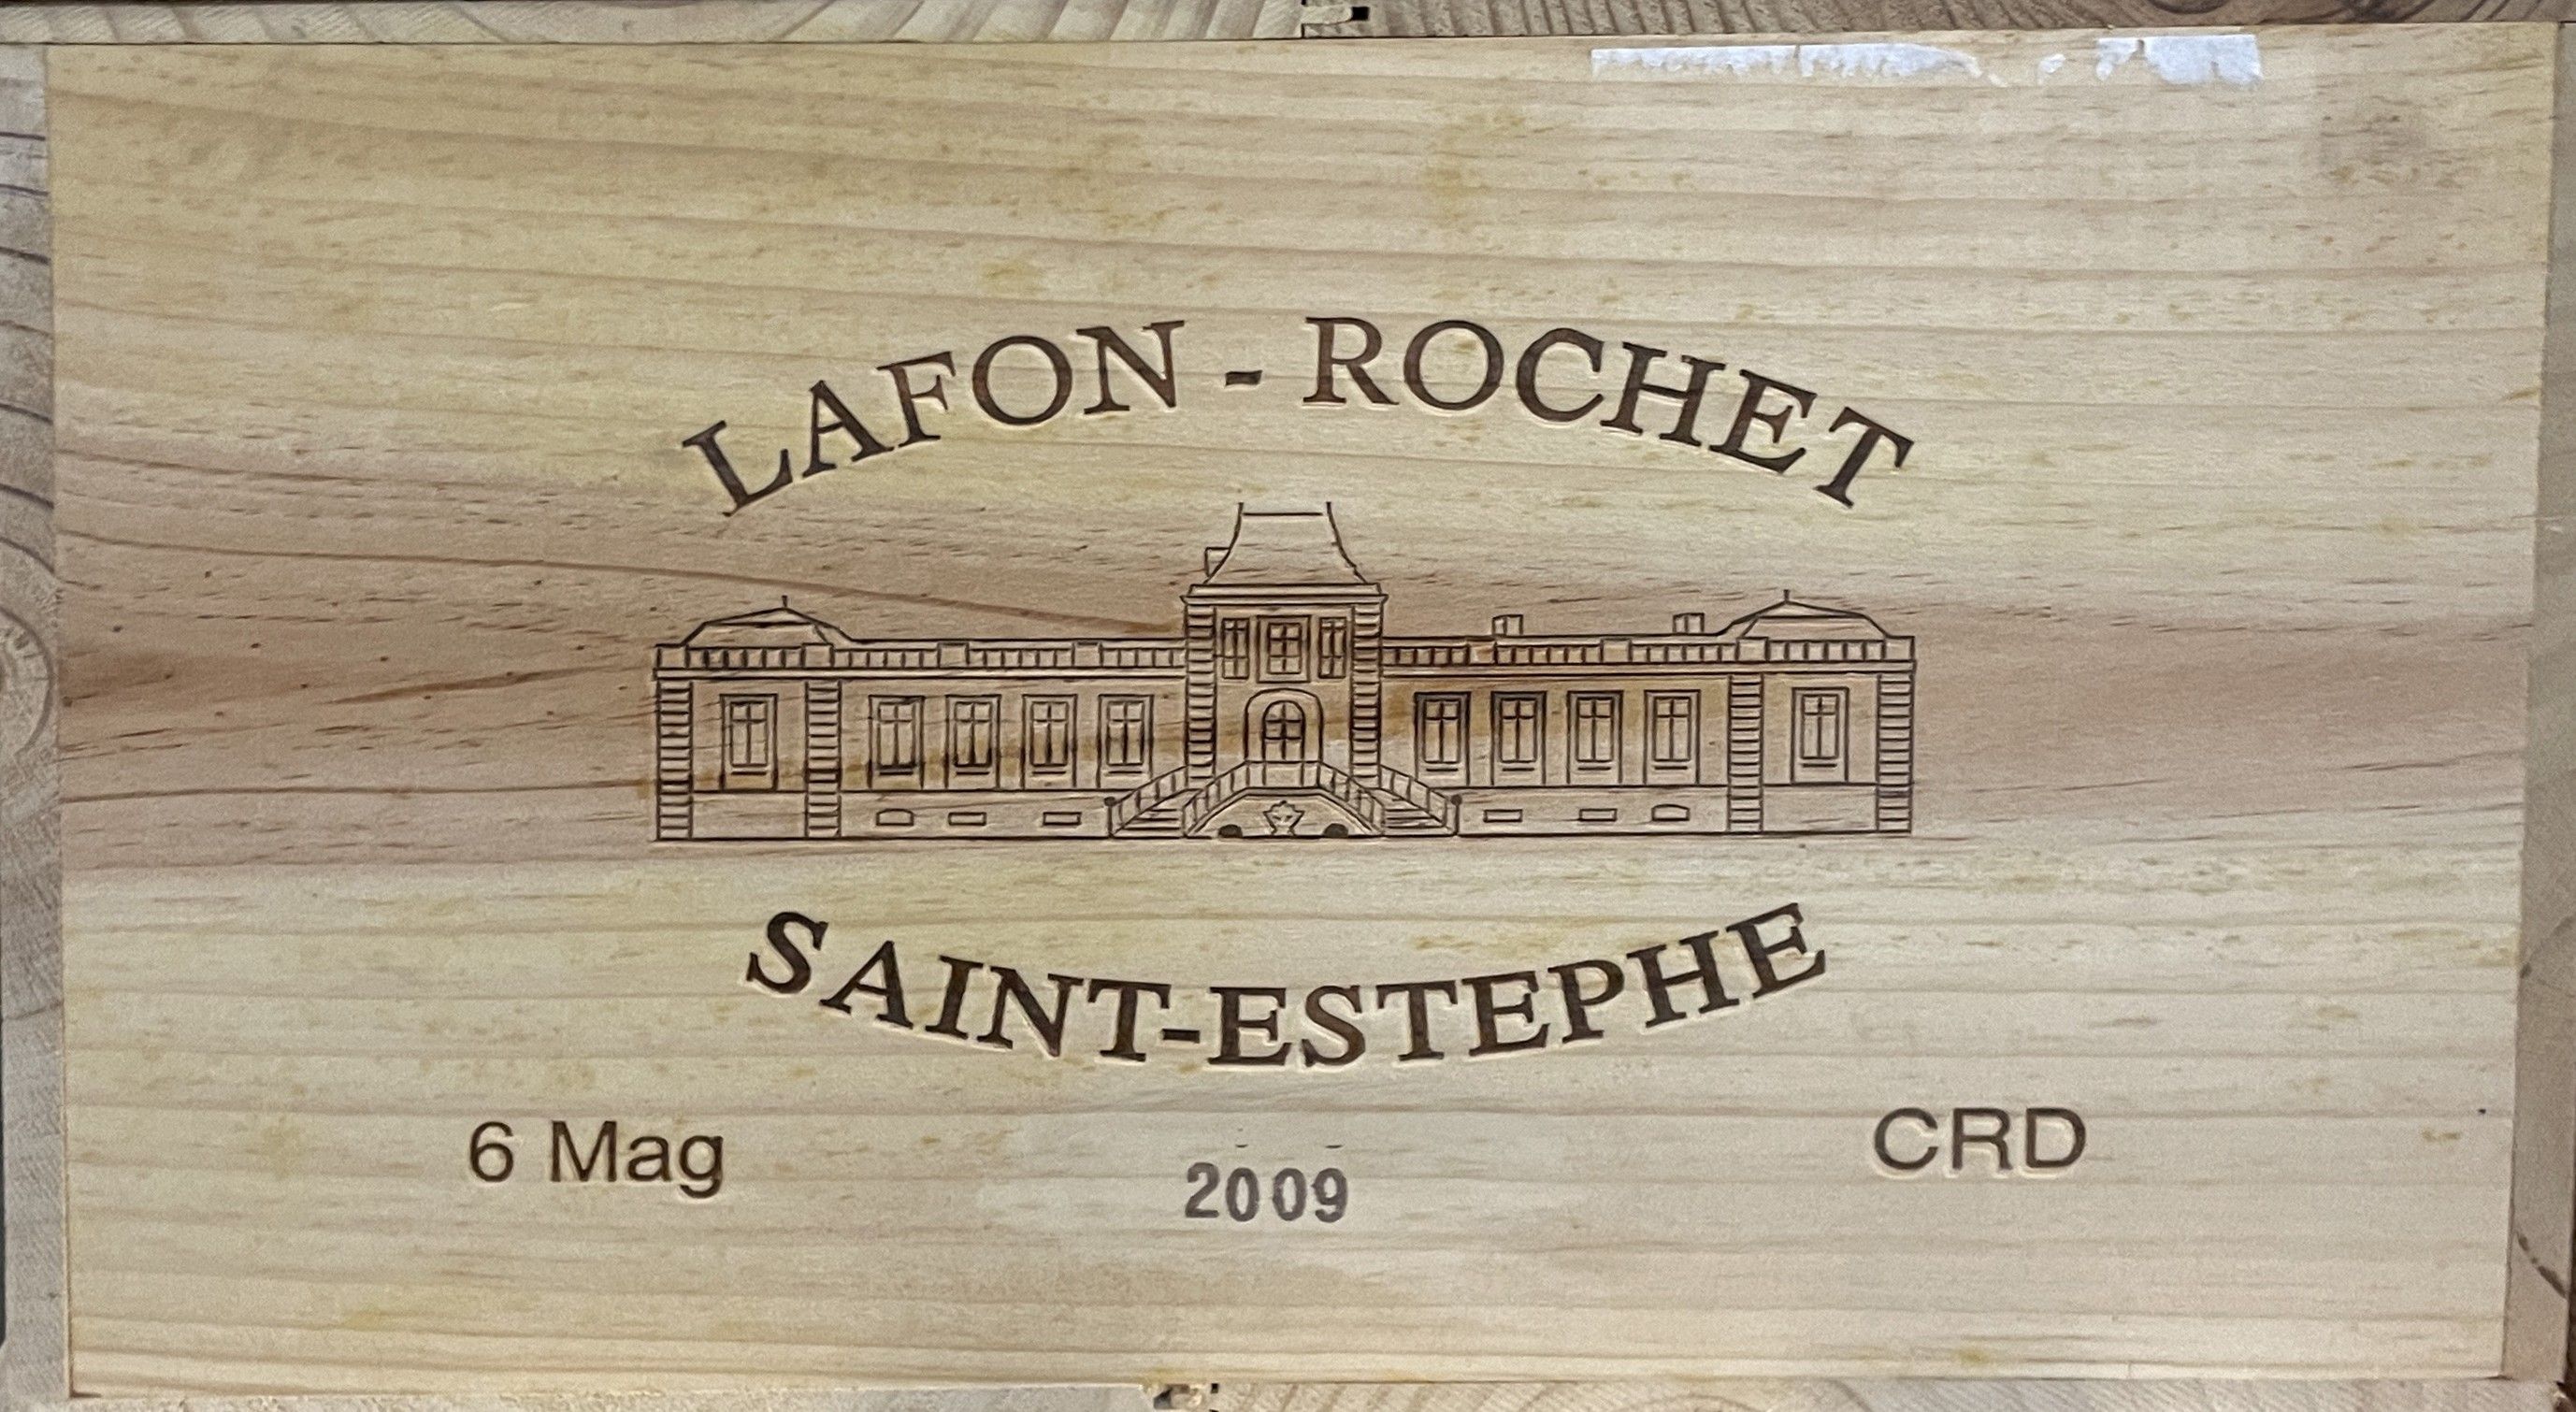 LAFON - ROCHET
SAINT-ESTEPHE
6 Mag
2009
CRD